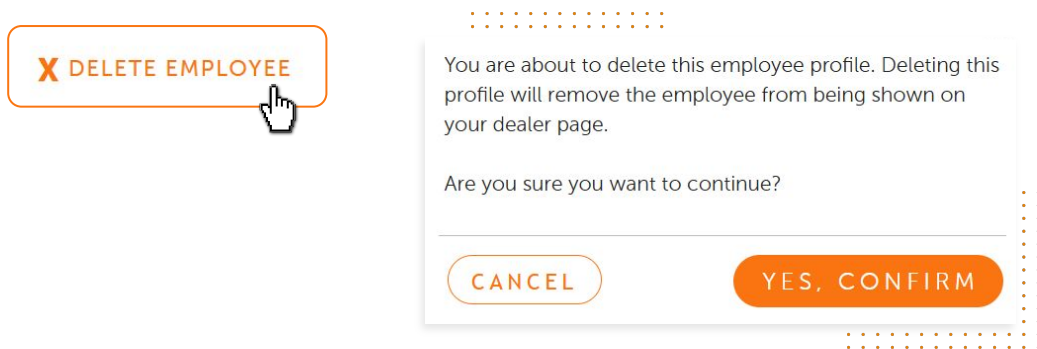 X DELETE EMPLOYEE
You are about to delete this employee profile. Deleting this
profile will remove the employee from being shown on
your dealer page.
Are you sure you want to continue?
CANCEL
YES, CONFIRM